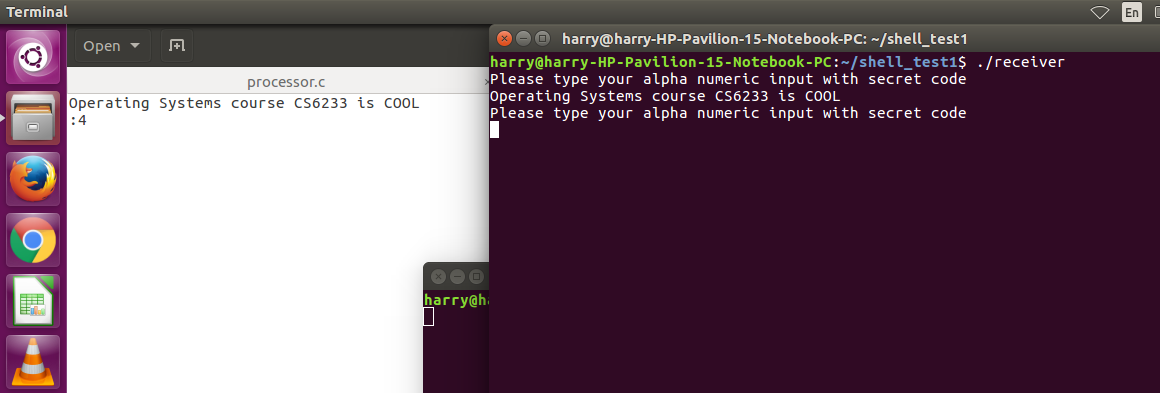 Terminal
En
Open
harry@harry-HP-Pavilion-15-Notebook-PC: ~/shell_test1
processor.c
Operating Systems course CS6233 is COOL
:4
harry@harry-HP-Pavilion-15-Notebook-PC:~/shell_test1$ ./receiver
Please type your alpha numeric input with secret code
Operating Systems course CS6233 is COOL
Please type your alpha numeric input with secret code
harry@h